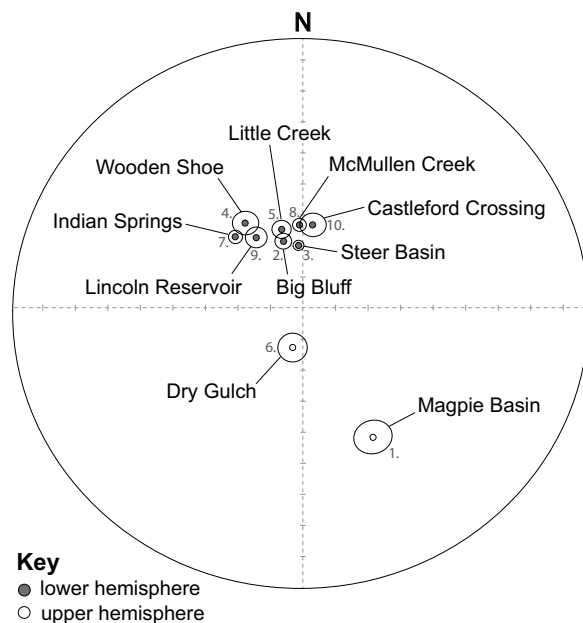 N
Little Creek
Wooden Shoe
McMullen Creek
Castleford Crossing
4.
5.
8.
10.
Indian Springs
7.
9.
2.
3.
Steer Basin
Lincoln Reservoir
Big Bluff
6.
Dry Gulch
Magpie Basin
1.
Key
lower hemisphere
upper hemisphere